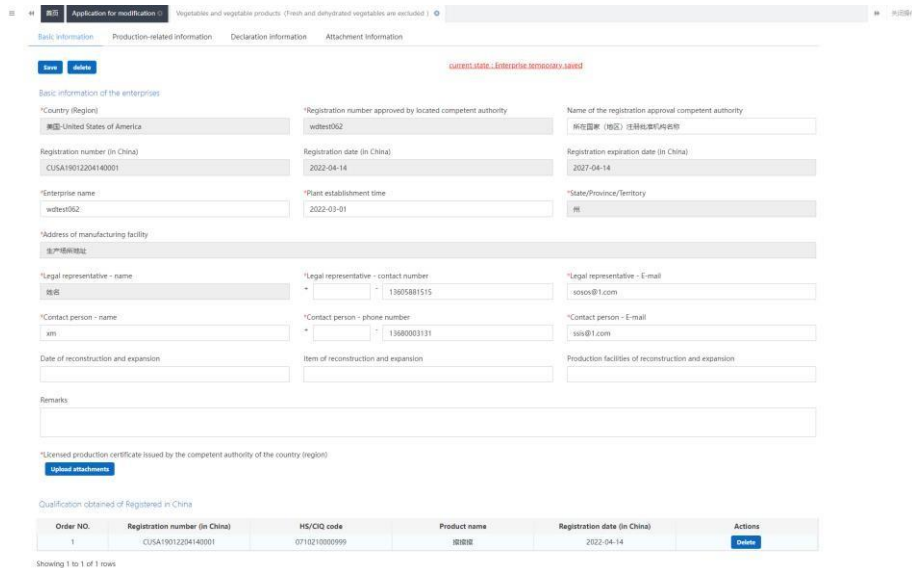 首页 Application for modification Vegetables and vegetable products (Fresh and dehydrated vegetables are excluded )
Basic information Production-related information Declaration information Attachment Information
Save delete current state : Enterprise temporary saved
Basic information of the enterprises
*Country (Region) *Registration number approved by located competent authority Name of the registration approval competent authority
美国-United States of America wdtest062 所在国家（地区）注册批准机构名称
Registration number (in China) Registration date (in China) Registration expiration date (in China)
CUSA19012204140001 2022-04-14 2027-04-14
*Enterprise name *Plant establishment time *State/Province/Territory
wdtest062 2022-03-01 州
*Address of manufacturing facility
生产场所地址
*Legal representative - name *Legal representative - contact number *Legal representative - E-mail
姓名 + - 13605881515 sosos@1.com
*Contact person - name *Contact person - phone number *Contact person - E-mail
am + - 13680003131 ssis@1.com
Date of reconstruction and expansion Item of reconstruction and expansion Production facilities of reconstruction and expansion
Remarks
*Licensed production certificate issued by the competent authority of the country (region)
Upload attachments
Qualification obtained of Registered in China
Order NO. Registration number (in China) HS/CIQ code Product name Registration date (in China) Actions
1 CUSA19012204140001 0710210000999 2022-04-14 Delete
Showing 1 to 1 of 1 rows